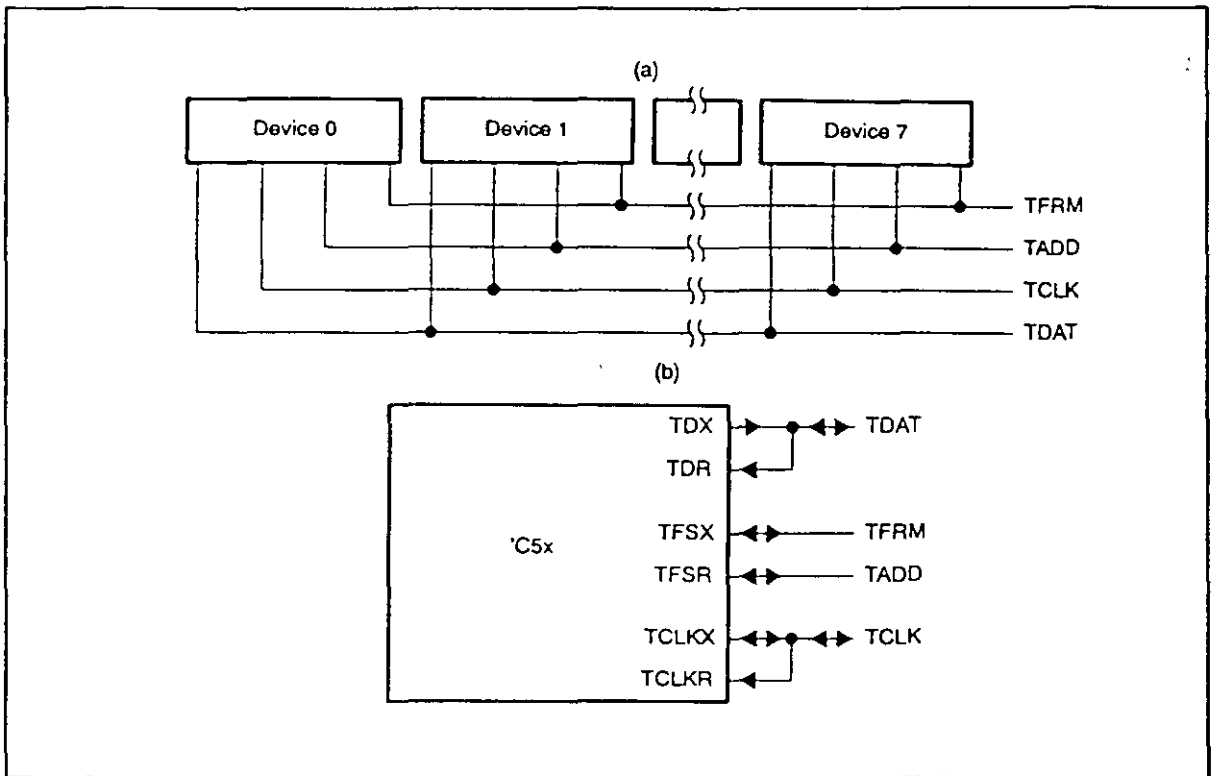 (a)
Device 0 Device 1 Device 7
TFRM
TADD
TCLK
TDAT
(b)
TDX TDAT
TDR
'C5x TFSX TFRM
TFSR TADD
TCLKX TCLK
TCLKR